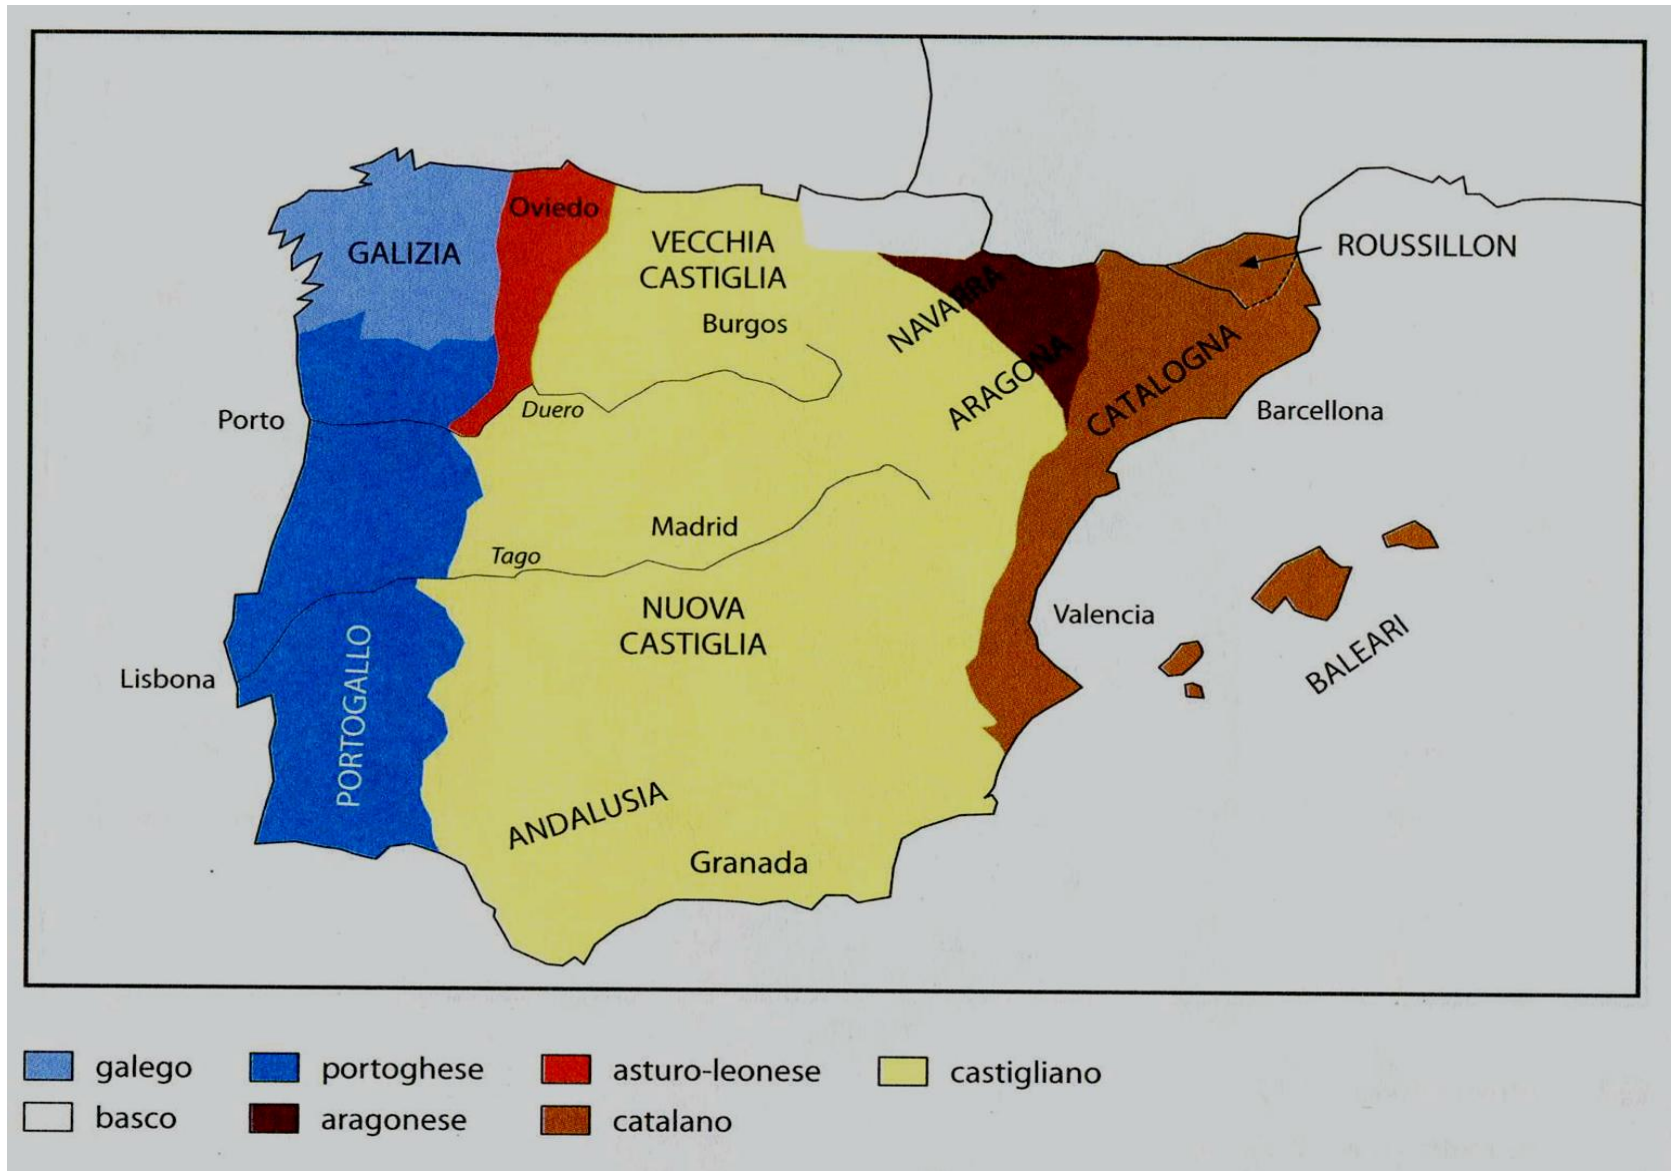 Oviedo
GALIZIA
VECCHIA
CASTIGLIA
Burgos
NAVARRA
ARAGONA
CATALOGNA
ROUSSILLON
Barcellona
Porto
Duero
Madrid
Tago
NUOVA
CASTIGLIA
Valencia
BALEARI
Lisbona
PORTOGALLO
ANDALUSIA
Granada
galego
portoghese
asturo-leonese
castigliano
basco
aragonese
catalano